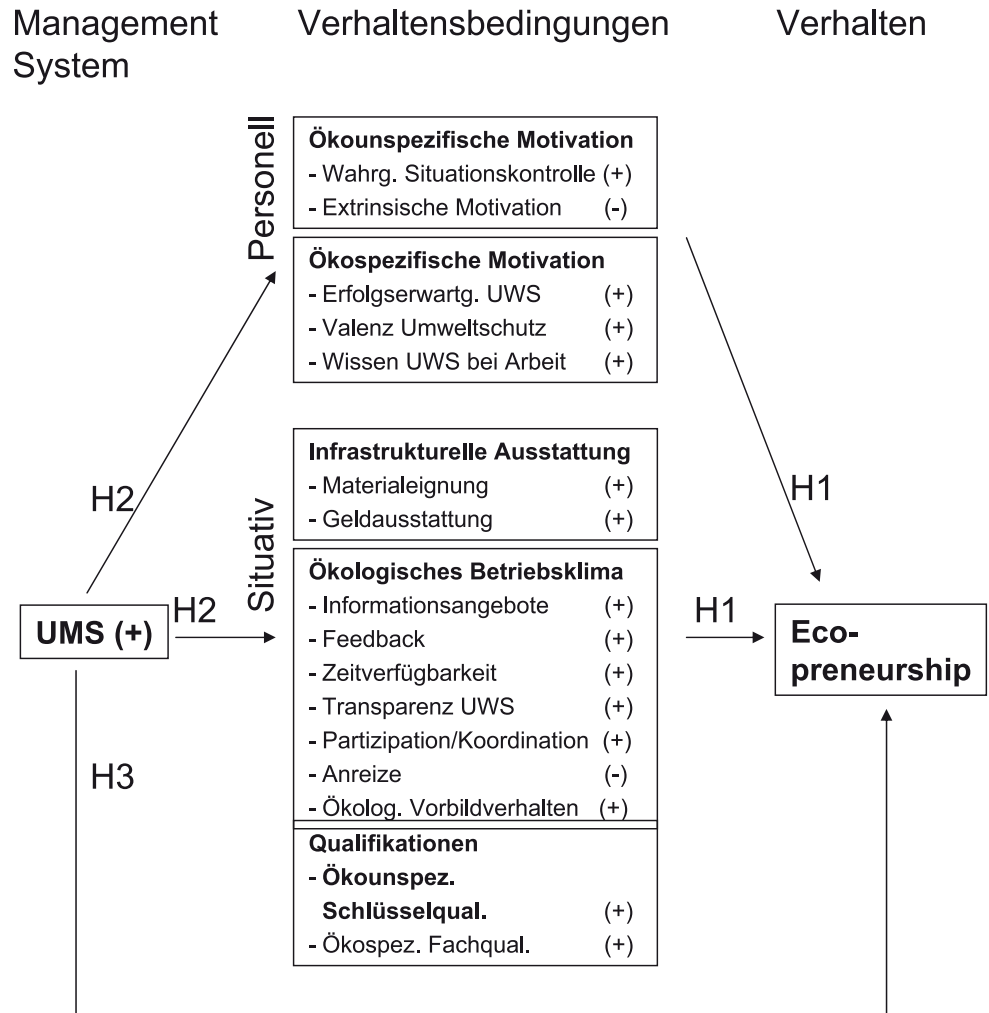 Management
System
Verhaltensbedingungen
Verhalten
Personell
Ökounspezifische Motivation
- Wahrg. Situationskontrolle (+)
- Extrinsische Motivation (-)
Ökospezifische Motivation
- Erfolgserwartg. UWS (+)
- Valenz Umweltschutz (+)
- Wissen UWS bei Arbeit (+)
Situativ
Infrastrukturelle Ausstattung
- Materialeignung (+)
- Geldausstattung (+)
Ökologisches Betriebsklima
- Informationsangebote (+)
- Feedback (+)
- Zeitverfügbarkeit (+)
- Transparenz UWS (+)
- Partizipation/Koordination (+)
- Anreize (-)
- Ökolog. Vorbildverhalten (+)
Qualifikationen
- Ökounspez.
Schlüsselqual. (+)
- Ökospez. Fachqual. (+)
H2
H2
UMS (+)
H3
H1
H1
Eco-
preneurship